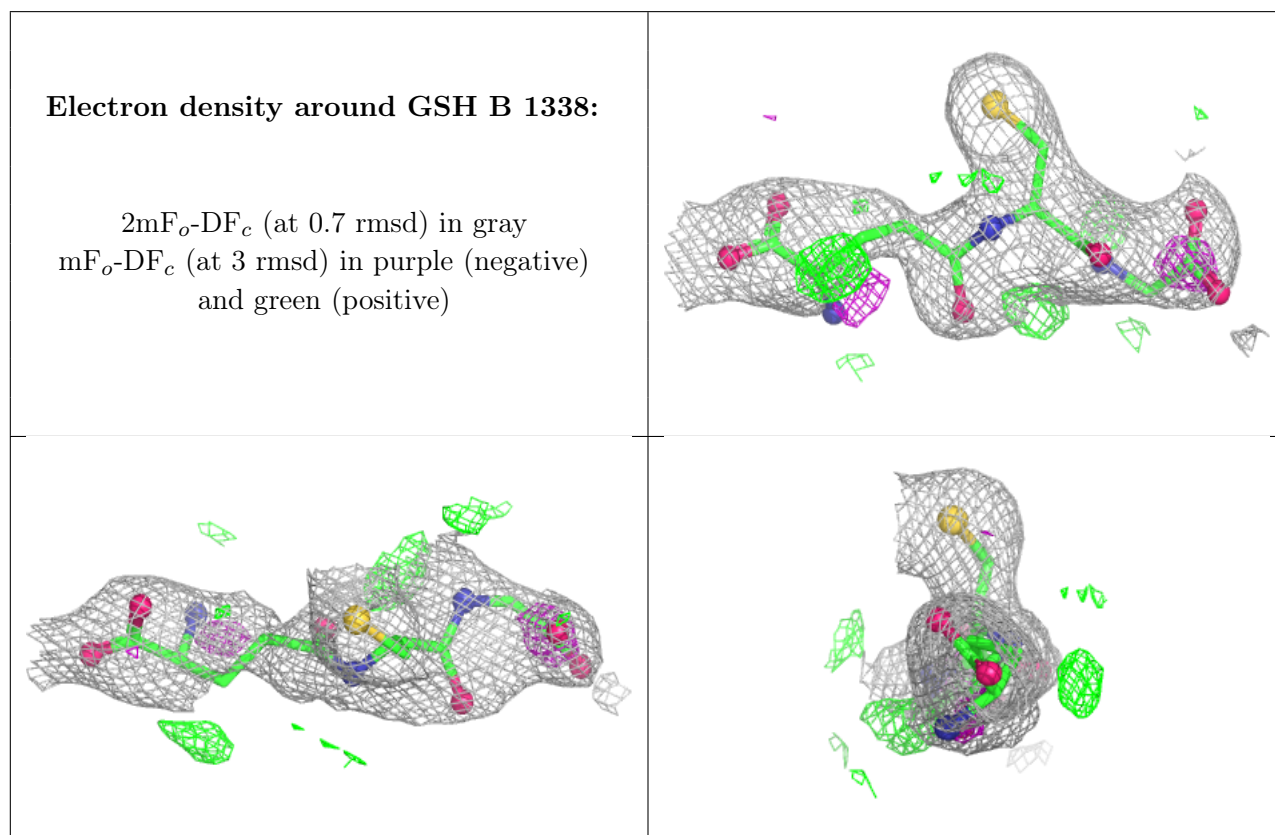 Electron density around GSH B 1338:
2mFₒ-DF𝒸 (at 0.7 rmsd) in gray
mFₒ-DF𝒸 (at 3 rmsd) in purple (negative)
and green (positive)